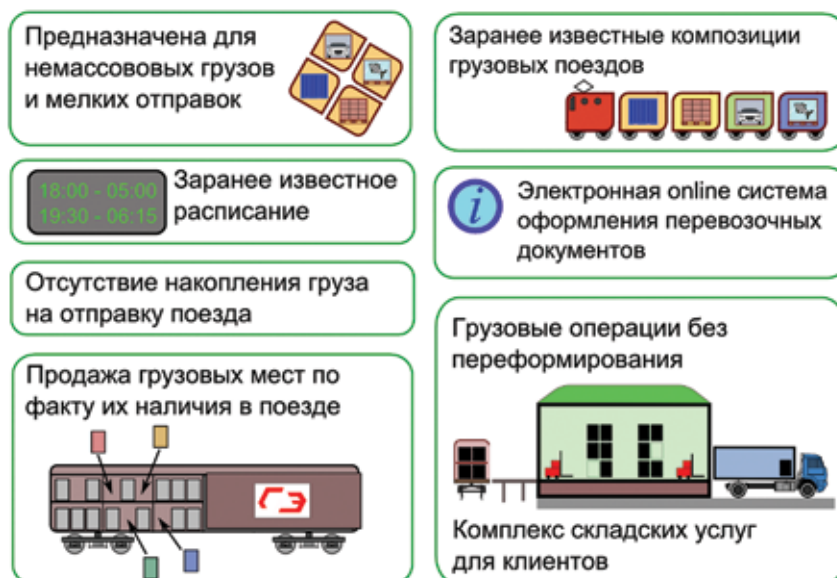 Предназначена для
немассововых грузов
и мелких отправок
18:00 - 05:00
19:30 - 06:15
Заранее известное
расписание
Отсутствие накопления груза
на отправку поезда
Продажа грузовых мест по
факту их наличия в поезде
ГЭ
Заранее известные композиции
грузовых поездов
i
Электронная online система
оформления перевозочных
документов
Грузовые операции без
переформирования
Комплекс складских услуг
для клиентов